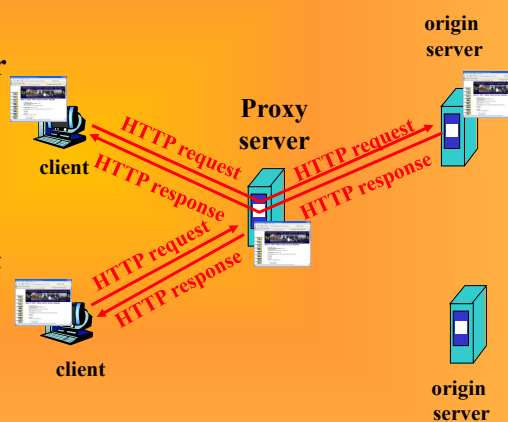 origin
server
r
Proxy
server
client
HTTP request
HTTP response
HTTP request
HTTP response
HTTP request
HTTP response
client
origin
server